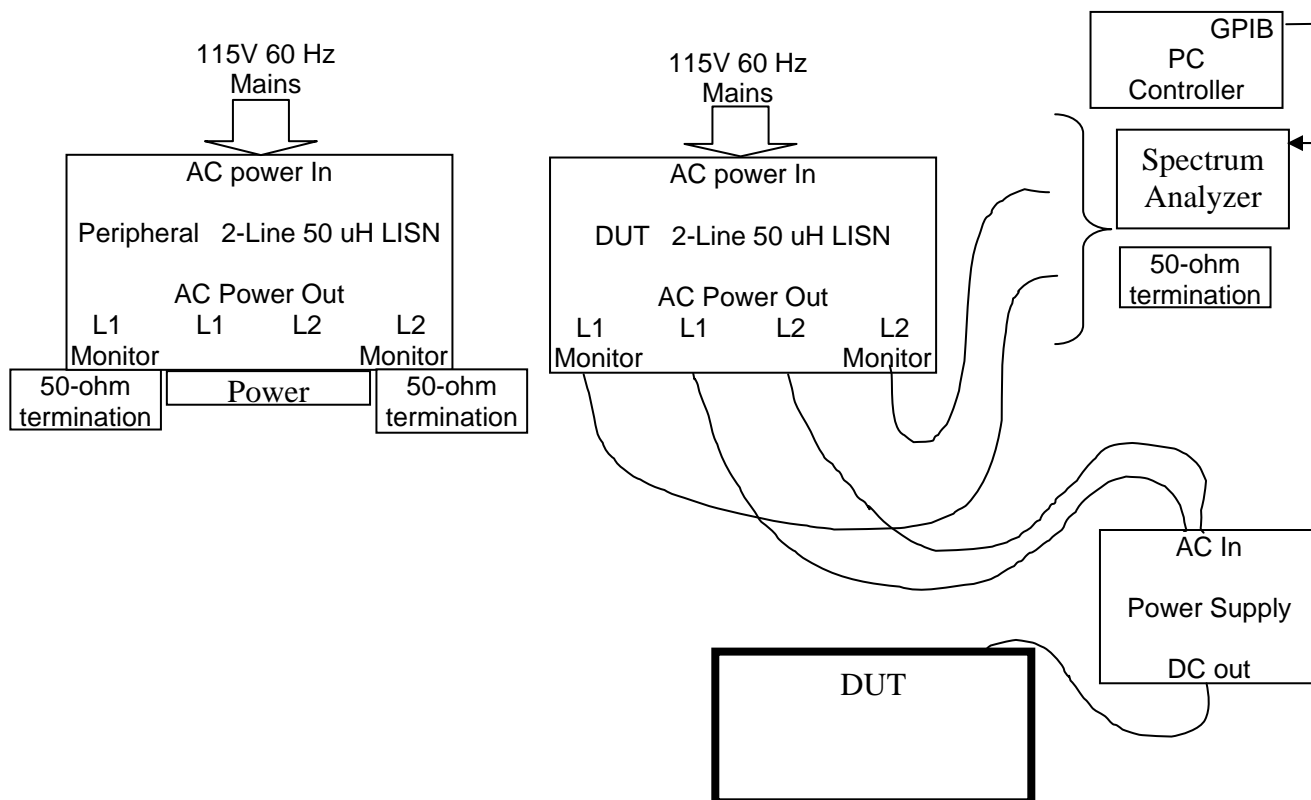 115V 60 Hz
Mains
AC power In
Peripheral 2-Line 50 uH LISN
AC Power Out
L1 L1 L2 L2
Monitor Monitor
50-ohm
termination
Power
50-ohm
termination
115V 60 Hz
Mains
AC power In
DUT 2-Line 50 uH LISN
AC Power Out
L1 L1 L2 L2
Monitor Monitor
GPIB
PC
Controller
Spectrum
Analyzer
50-ohm
termination
AC In
Power Supply
DC out
DUT